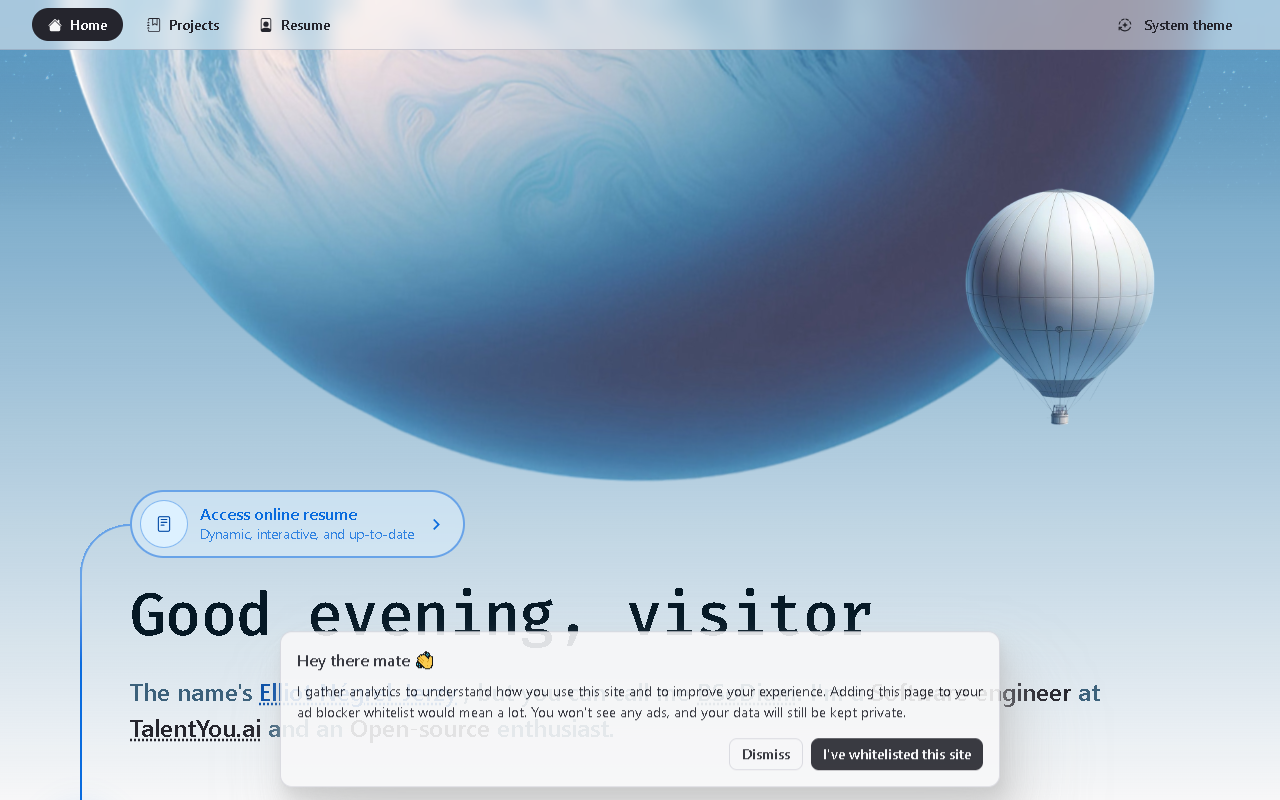 Home
Projects
Resume
System theme
Access online resume
Dynamic, interactive, and up-to-date
Good evening, visitor
The name's engineer at
TalentYou.ai and an Open-source enthusiast.
Hey there mate 👏
I gather analytics to understand how you use this site and to improve your experience. Adding this page to your
ad blocker whitelist would mean a lot. You won't see any ads, and your data will still be kept private.
Dismiss
I've whitelisted this site